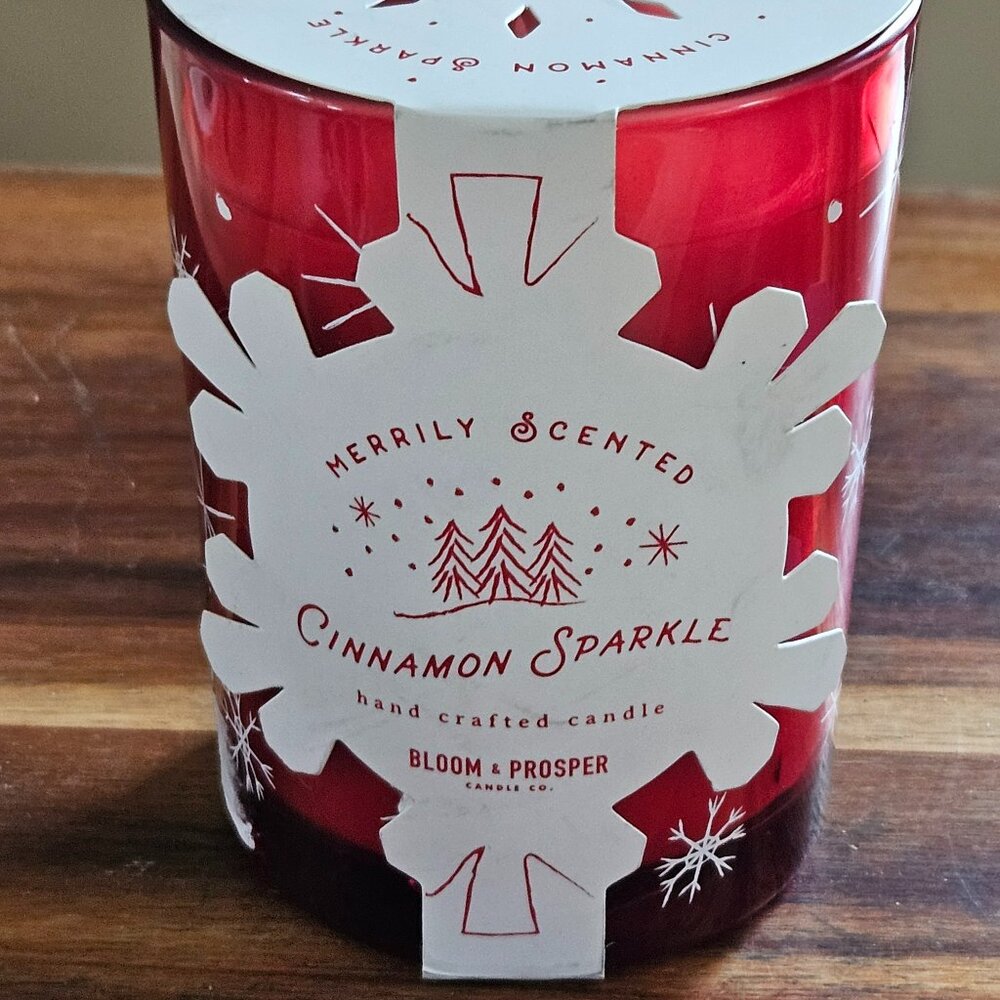 CINNAMON SPARKLE
MERRILY SCENTED
CINNAMON SPARKLE
hand crafted candle
BLOOM & PROSPER
CANDLE CO.